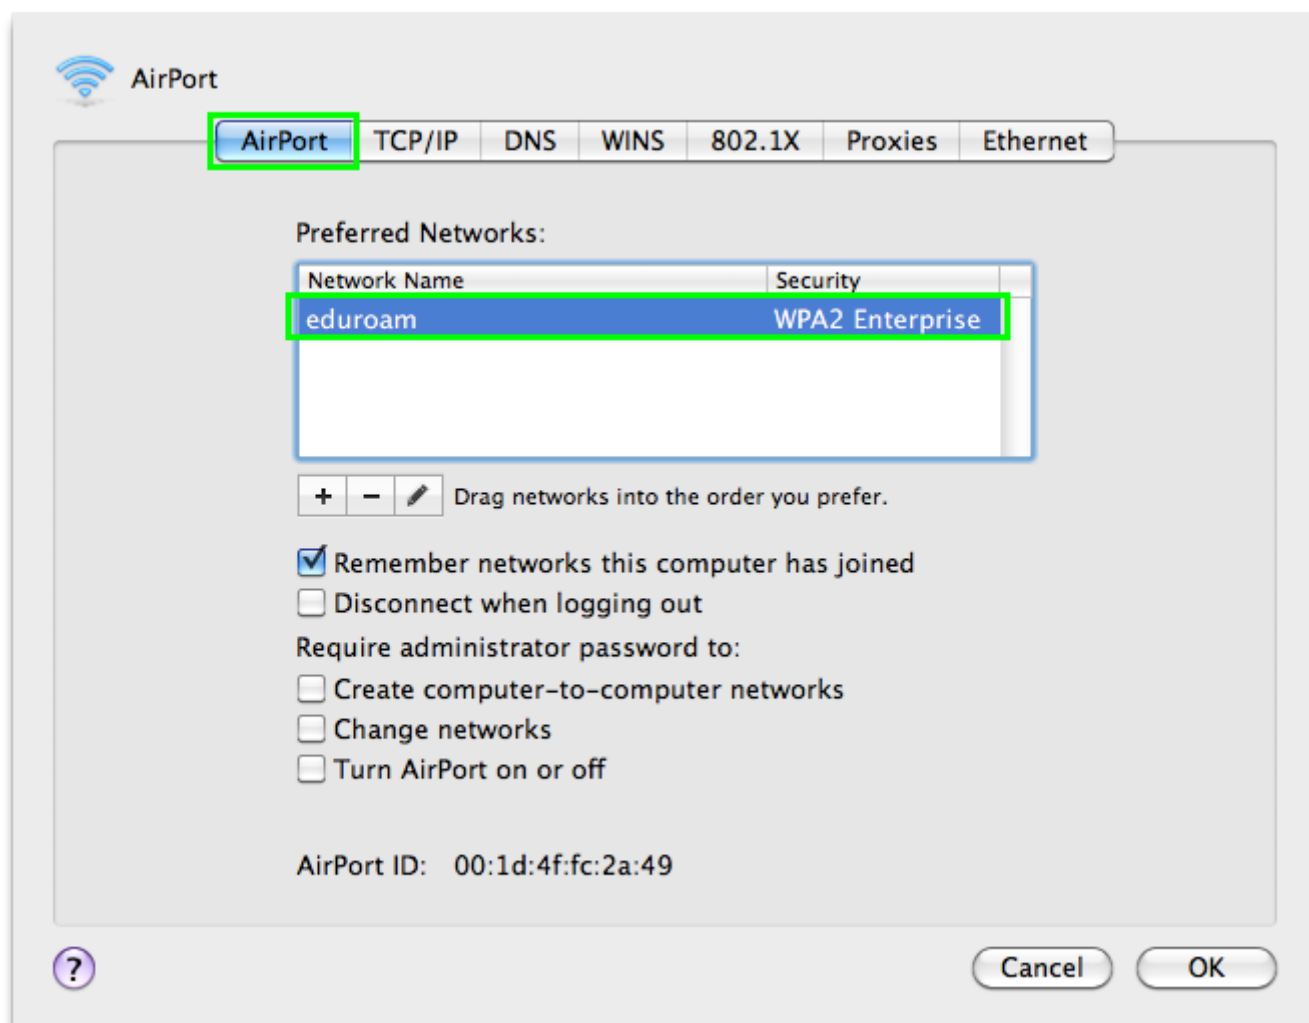 AirPort
AirPort TCP/IP DNS WINS 802.1X Proxies Ethernet
Preferred Networks:
Network Name Security
eduroam WPA2 Enterprise
+ − Drag networks into the order you prefer.
Remember networks this computer has joined
Disconnect when logging out
Require administrator password to:
Create computer-to-computer networks
Change networks
Turn AirPort on or off
AirPort ID: 00:1d:4f:fc:2a:49
? Cancel OK